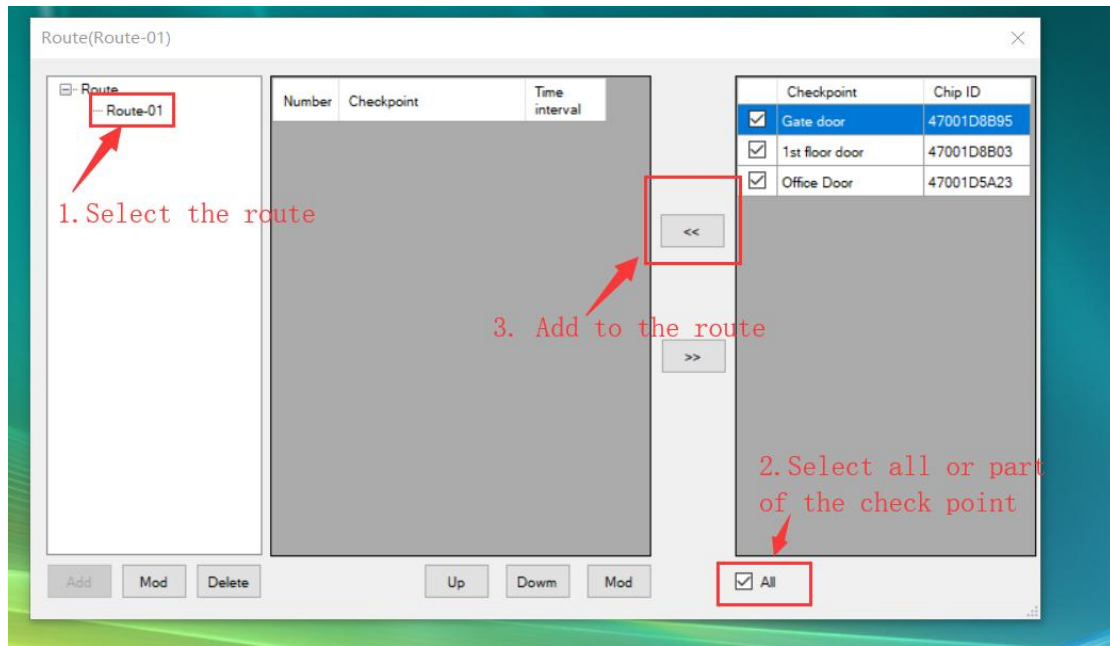 Route(Route-01)
Route
Route-01
1.Select the route
Number Checkpoint Time interval
Checkpoint Chip ID
Gate door 47001D8B95
1st floor door 47001D8B03
Office Door 47001D5A23
<<
3. Add to the route
>>
2.Select all or part
of the check point
Add Mod Delete
Up Dowm Mod
All